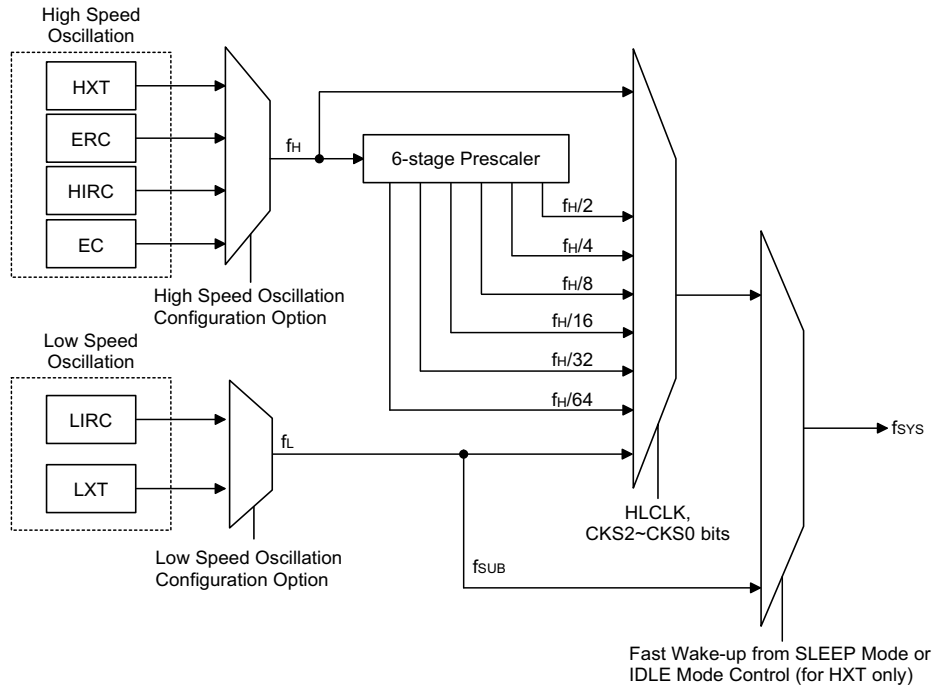 High Speed
Oscillation
HXT
ERC
HIRC
EC
fH
6-stage Prescaler
fH/2
fH/4
fH/8
fH/16
fH/32
fH/64
High Speed Oscillation
Configuration Option
Low Speed
Oscillation
LIRC
LXT
fL
fSYS
HLCLK,
CKS2~CKS0 bits
Low Speed Oscillation
Configuration Option
fSUB
Fast Wake-up from SLEEP Mode or
IDLE Mode Control (for HXT only)